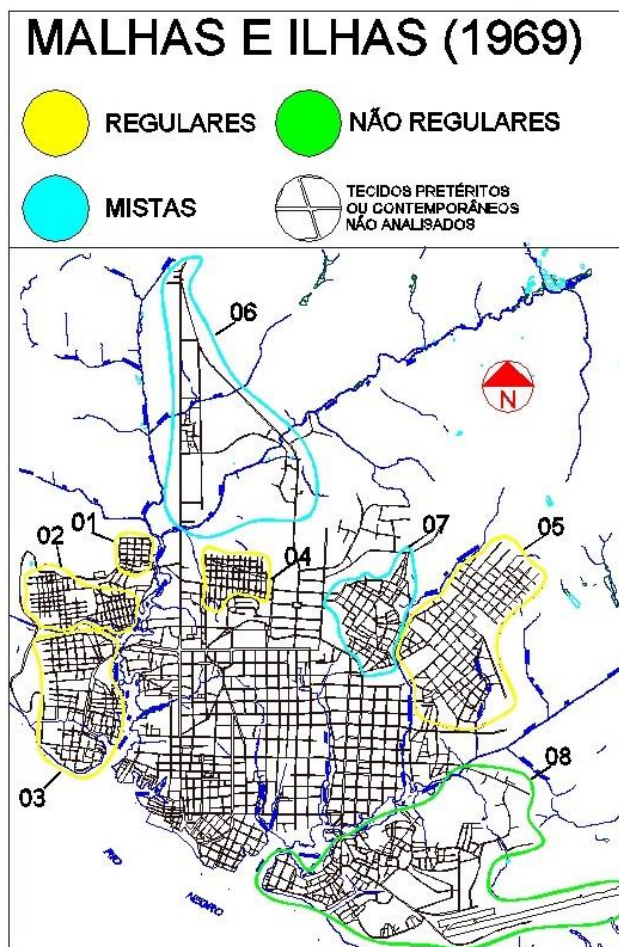 MALHAS E ILHAS (1969)
REGULARES
NÃO REGULARES
MISTAS
TECIDOS PRETÉRITOS
OU CONTEMPORÂNEOS
NÃO ANALISADOS
06
N
01
02
07
05
04
08
03
RIO
NEGRO